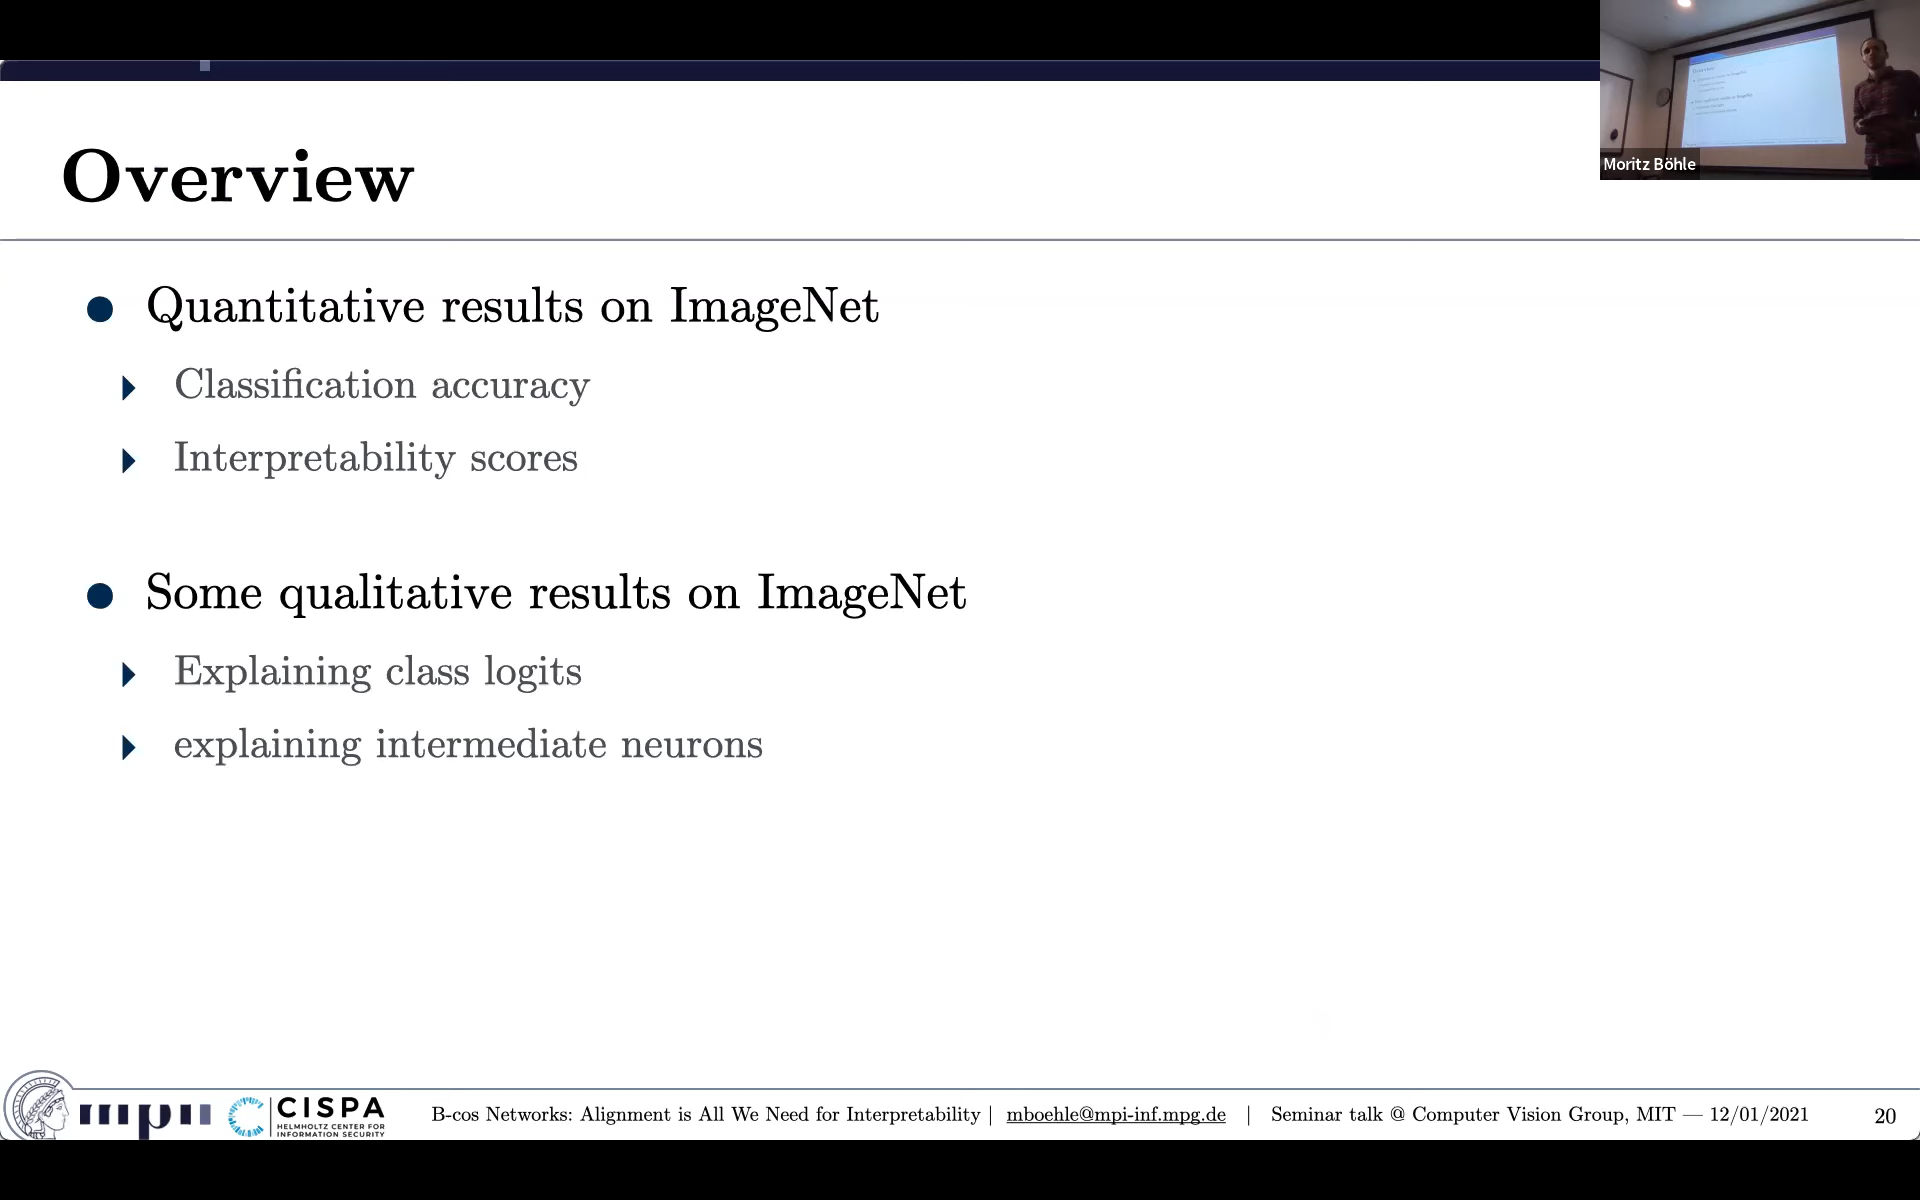 Moritz Böhle
Overview
Quantitative results on ImageNet
Classification accuracy
Interpretability scores
Some qualitative results on ImageNet
Explaining class logits
explaining intermediate neurons
mpii CISPA
HELMHOLTZ CENTER FOR
INFORMATION SECURITY
B-cos Networks: Alignment is All We Need for Interpretability | mboehle@mpi-inf.mpg.de | Seminar talk @ Computer Vision Group, MIT — 12/01/2021 20